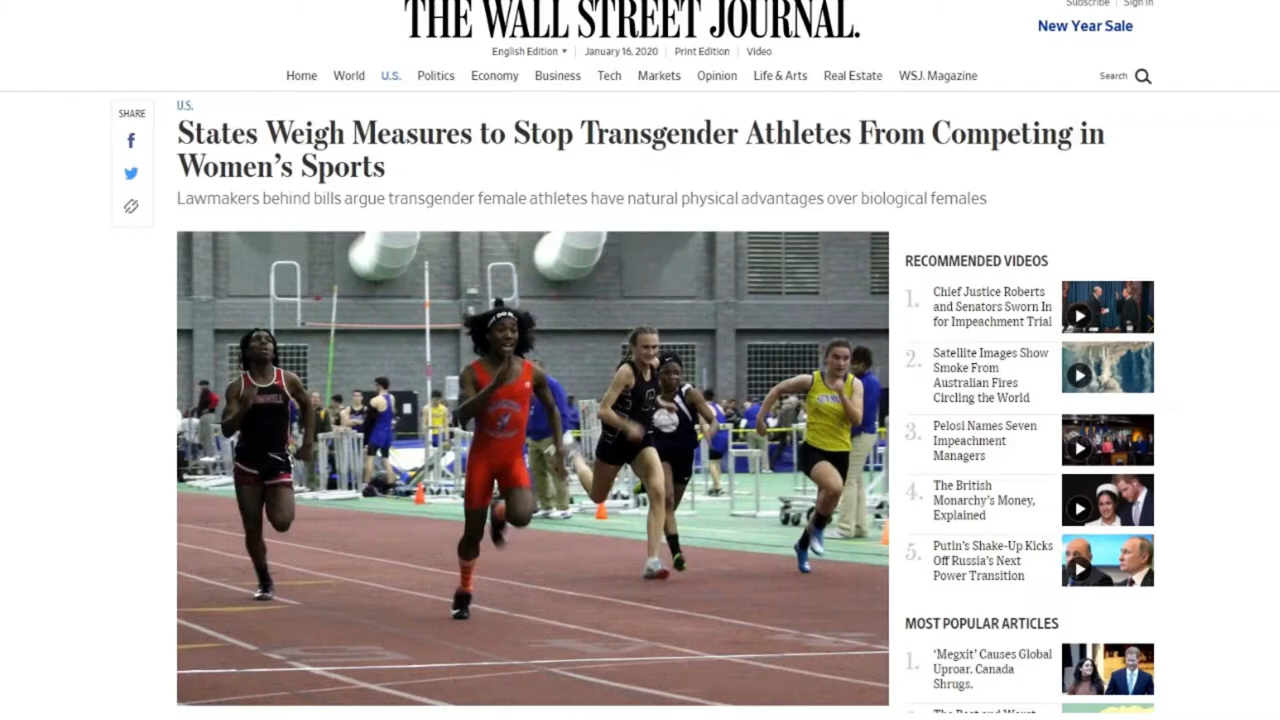 Subscribe | Sign In
THE WALL STREET JOURNAL.
New Year Sale
English Edition ▾ | January 16, 2020 | Print Edition | Video
Home World U.S. Politics Economy Business Tech Markets Opinion Life & Arts Real Estate WSJ. Magazine Search
SHARE
U.S.
States Weigh Measures to Stop Transgender Athletes From Competing in
Women's Sports
Lawmakers behind bills argue transgender female athletes have natural physical advantages over biological females
RECOMMENDED VIDEOS
1. Chief Justice Roberts
and Senators Sworn In
for Impeachment Trial
2. Satellite Images Show
Smoke From
Australian Fires
Circling the World
3. Pelosi Names Seven
Impeachment
Managers
4. The British
Monarchy's Money,
Explained
5. Putin's Shake-Up Kicks
Off Russia's Next
Power Transition
MOST POPULAR ARTICLES
1. 'Megxit' Causes Global
Uproar. Canada
Shrugs.